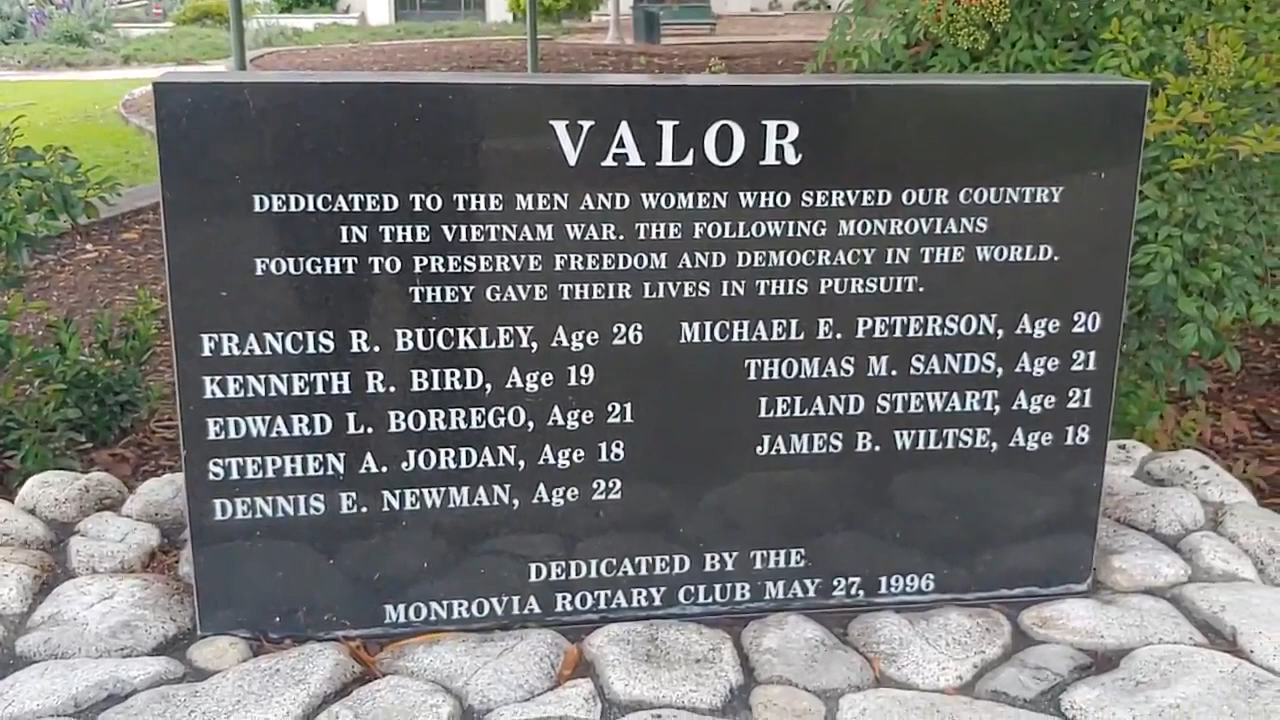 VALOR
DEDICATED TO THE MEN AND WOMEN WHO SERVED OUR COUNTRY
IN THE VIETNAM WAR. THE FOLLOWING MONROVIANS
FOUGHT TO PRESERVE FREEDOM AND DEMOCRACY IN THE WORLD.
THEY GAVE THEIR LIVES IN THIS PURSUIT.
FRANCIS R. BUCKLEY, Age 26
KENNETH R. BIRD, Age 19
EDWARD L. BORREGO, Age 21
STEPHEN A. JORDAN, Age 18
DENNIS E. NEWMAN, Age 22
MICHAEL E. PETERSON, Age 20
THOMAS M. SANDS, Age 21
LELAND STEWART, Age 21
JAMES B. WILTSE, Age 18
DEDICATED BY THE
MONROVIA ROTARY CLUB MAY 27, 1996